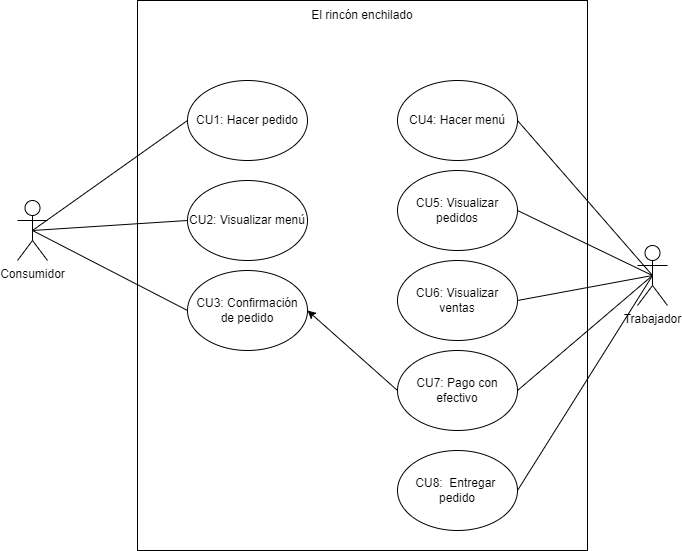 El rincón enchilado
CU1: Hacer pedido
CU4: Hacer menú
CU2: Visualizar menú
CU5: Visualizar
pedidos
Consumidor
CU3: Confirmación
de pedido
CU6: Visualizar
ventas
Trabajador
CU7: Pago con
efectivo
CU8: Entregar
pedido